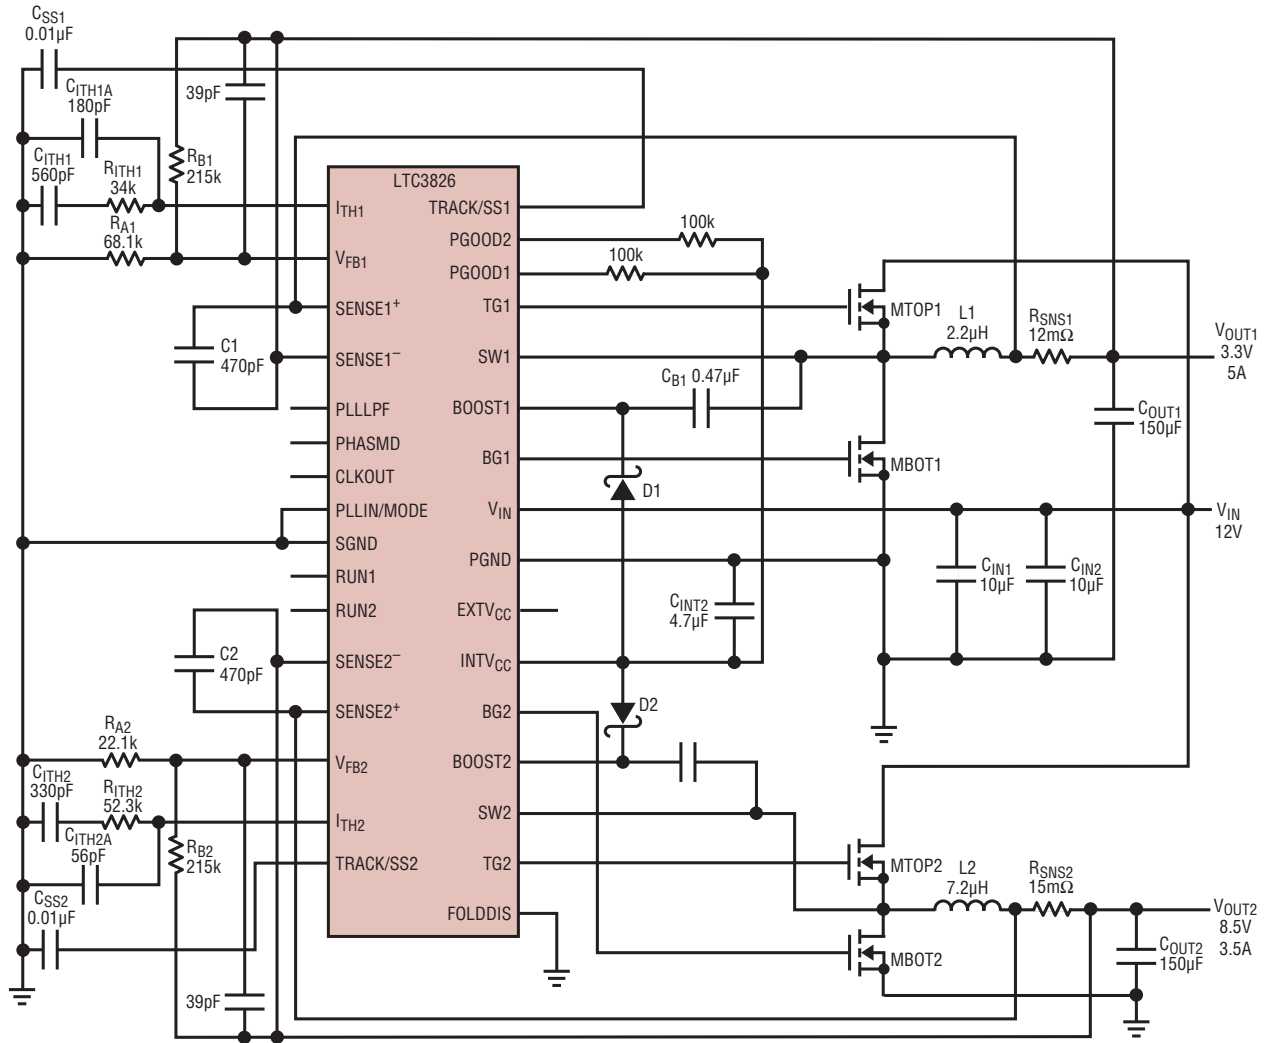 CSS1
0.01µF
CITH1A
180pF
39pF
CITH1
560pF
RITH1
34k
RB1
215k
RA1
68.1k
C1
470pF
LTC3826
ITH1
VFB1
SENSE1+
SENSE1–
PLLLPF
PHASMD
CLKOUT
PLLIN/MODE
SGND
RUN1
RUN2
SENSE2–
SENSE2+
VFB2
ITH2
TRACK/SS2
TRACK/SS1
PGOOD2
PGOOD1
TG1
SW1
BOOST1
BG1
VIN
PGND
EXTVCC
INTVCC
BG2
BOOST2
SW2
TG2
FOLDDIS
100k
100k
MTOP1
L1
2.2µH
RSNS1
12mΩ
VOUT1
3.3V
5A
CB1 0.47µF
COUT1
150µF
MBOT1
D1
VIN
12V
CIN1
10µF
CIN2
10µF
CINT2
4.7µF
D2
C2
470pF
RA2
22.1k
CITH2
330pF
RITH2
52.3k
CITH2A
56pF
RB2
215k
CSS2
0.01µF
39pF
MTOP2
L2
7.2µH
RSNS2
15mΩ
VOUT2
8.5V
3.5A
COUT2
150µF
MBOT2